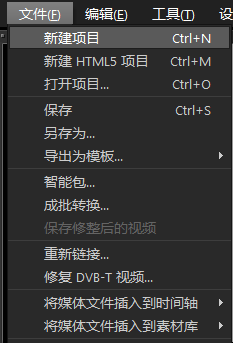 文件(F) 编辑(E) 工具(T)
新建项目 Ctrl+N
新建 HTML5 项目 Ctrl+M
打开项目... Ctrl+O
保存 Ctrl+S
另存为...
导出为模板...
智能包...
成批转换...
保存修整后的视频
重新链接...
修复 DVB-T 视频...
将媒体文件插入到时间轴
将媒体文件插入到素材库